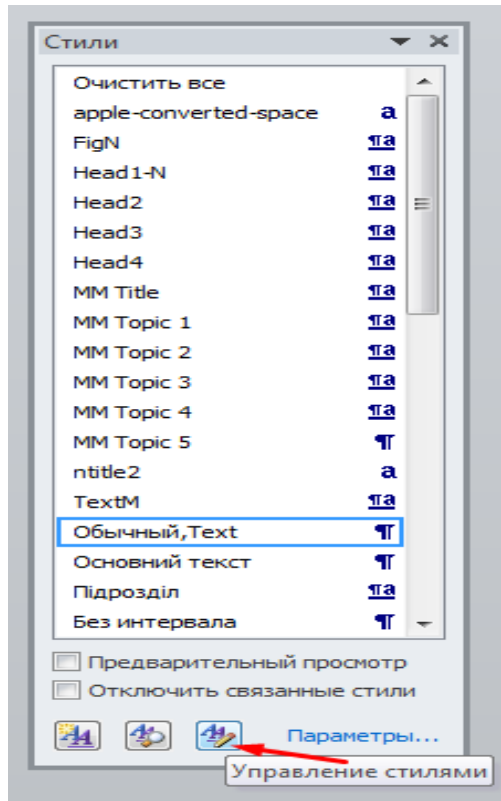 Стили
Очистить все
apple-converted-space a
FigN ¶a
Head1-N ¶a
Head2 ¶a
Head3 ¶a
Head4 ¶a
MM Title ¶a
MM Topic 1 ¶a
MM Topic 2 ¶a
MM Topic 3 ¶a
MM Topic 4 ¶a
MM Topic 5 ¶
ntitle2 a
TextM ¶a
Обычный,Text ¶
Основний текст ¶
Підрозділ ¶a
Без интервала ¶
Предварительный просмотр
Отключить связанные стили
Параметры...
Управление стилями